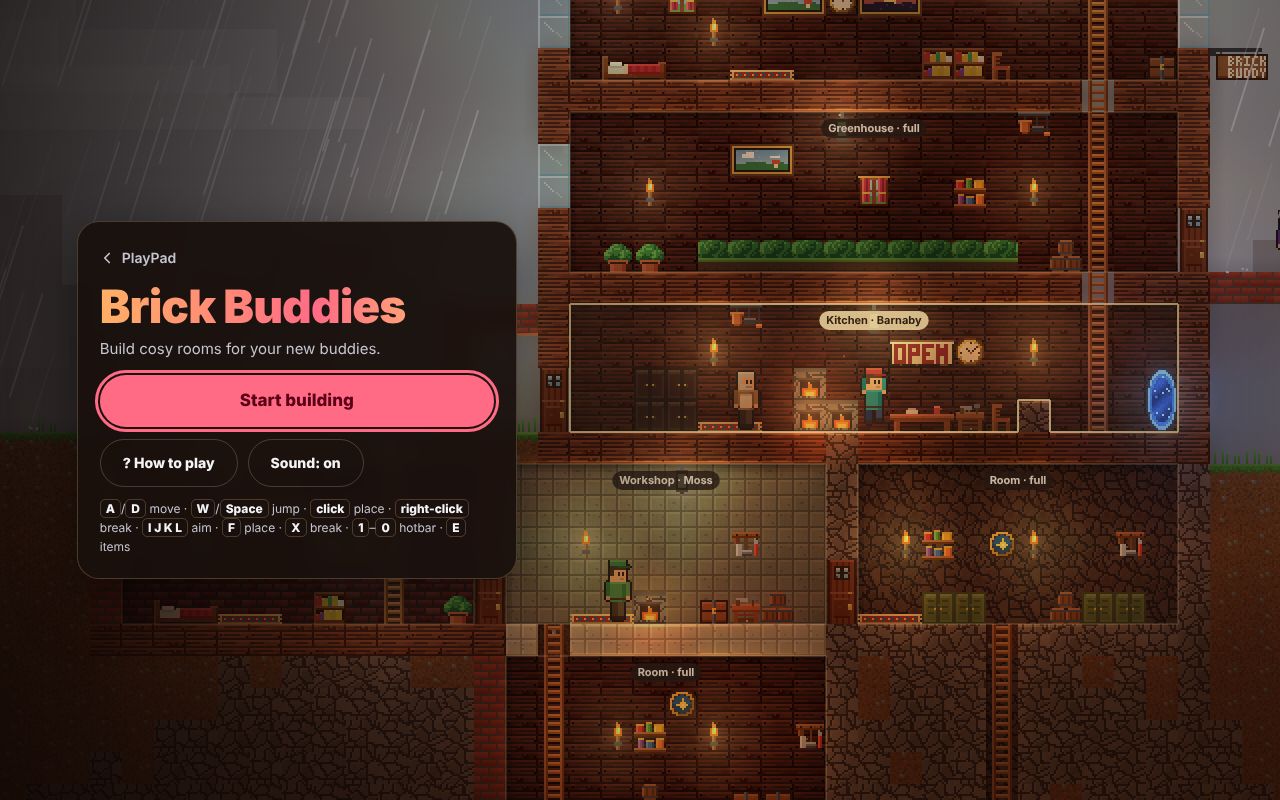 BRICK
BUDDY
Greenhouse · full
PlayPad
Brick Buddies
Kitchen · Barnaby
OPEN
Build cosy rooms for your new buddies.
Start building
? How to play
Sound: on
A/D move · W/Space jump · click place · right-click
break · IJKL aim · F place · X break · 1–0 hotbar · E
items
Workshop · Moss
Room · full
Room · full